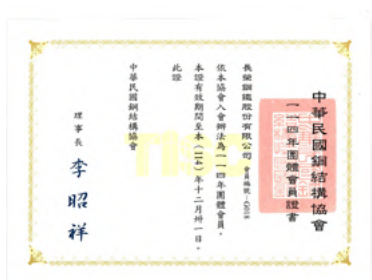 中華民國鋼結構協會
一一四年團體會員證書
長榮鋼鐵股份有限公司
依本協會入會辦法為一一四年團體會員。
本證有效期間至本(114)年十二月卅一日。
此證
中華民國鋼結構協會
理事長 李昭祥